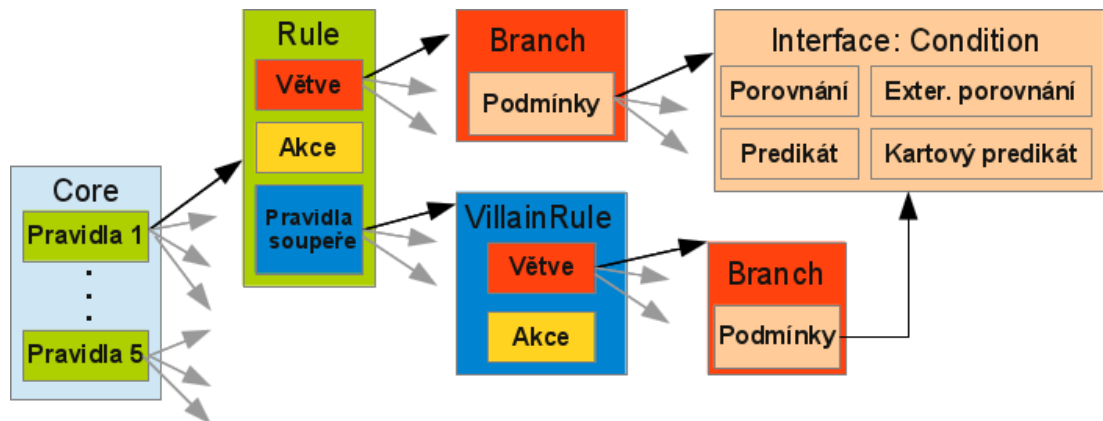 Core
Pravidla 1
Pravidla 5
Rule
Větve
Akce
Pravidla
soupeře
Branch
Podmínky
VillainRule
Větve
Akce
Branch
Podmínky
Interface: Condition
Porovnání
Exter. porovnání
Predikát
Kartový predikát